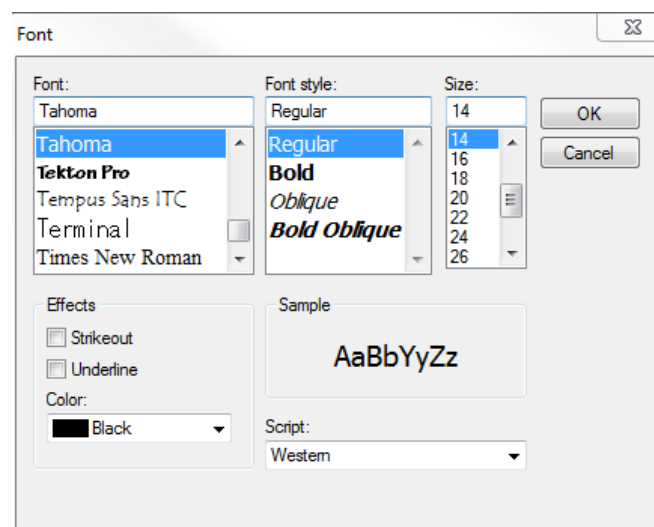 Font
Font:
Font style:
Size:
Tahoma
Regular
14
OK
Cancel
Tahoma
Tekton Pro
Tempus Sans ITC
Terminal
Times New Roman
Regular
Bold
Oblique
Bold Oblique
14
16
18
20
22
24
26
Effects
Strikeout
Underline
Color:
Black
Sample
AaBbYyZz
Script:
Western